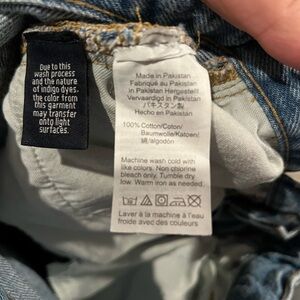 Due to this
wash process
and the nature
of indigo dyes,
the color from
this garment
may transfer
onto light
surfaces.
Made in Pakistan
Fabriqué au Pakistan
in Pakistan Hergestellt
Vervaardigd in Pakistan
パキスタン製
Hecho en Pakistán
100% Cotton/Coton/
Baumwolle/Katoen/
綿/algodón
Machine wash cold with
like colors. Non chlorine
bleach only. Tumble dry
low. Warm iron as needed.
Laver à la machine à l'eau
froide avec des couleurs